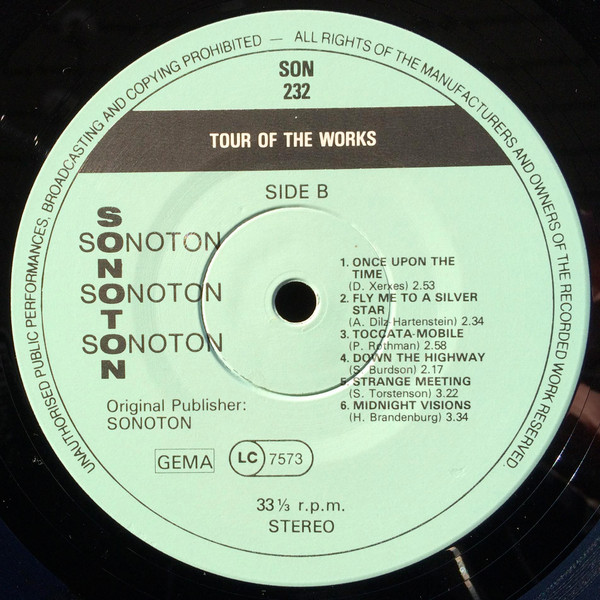 UNAUTHORISED PUBLIC PERFORMANCES, BROADCASTING AND COPYING PROHIBITED — ALL RIGHTS OF THE MANUFACTURERS AND OWNERS OF THE RECORDED WORK RESERVED.
SON
232
TOUR OF THE WORKS
SIDE B
SONOTON
SONOTON
SONOTON
SONOTON
1. ONCE UPON THE
TIME
(D. Xerxes) 2.53
2. FLY ME TO A SILVER
STAR
(A. Dilz-Hartenstein) 2.34
3. TOCCATA-MOBILE
(P. Rothman) 2.58
4. DOWN THE HIGHWAY
(S. Burdson) 2.17
5. STRANGE MEETING
(S. Torstenson) 3.22
6. MIDNIGHT VISIONS
(H. Brandenburg) 3.34
Original Publisher:
SONOTON
GEMA
LC 7573
33⅓ r.p.m.
STEREO